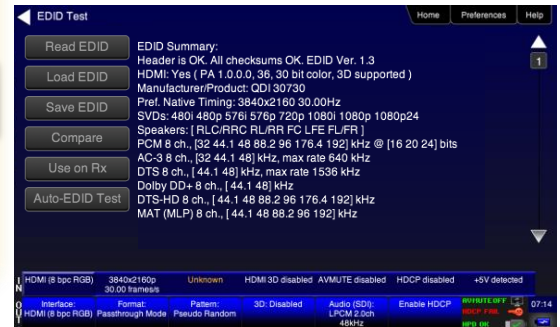 EDID Test
Home
Preferences
Help
Read EDID
Load EDID
Save EDID
Compare
Use on Rx
Auto-EDID Test
EDID Summary:
Header is OK. All checksums OK. EDID Ver. 1.3
HDMI: Yes ( PA 1.0.0.0, 36, 30 bit color, 3D supported )
Manufacturer/Product: QDI 30730
Pref. Native Timing: 3840x2160 30.00Hz
SVDs: 480i 480p 576i 576p 720p 1080i 1080p 1080p24
Speakers: [ RLC/RRC RL/RR FC LFE FL/FR ]
PCM 8 ch., [32 44.1 48 88.2 96 176.4 192] kHz @ [16 20 24] bits
AC-3 8 ch., [32 44.1 48] kHz, max rate 640 kHz
DTS 8 ch., [ 44.1 48] kHz, max rate 1536 kHz
Dolby DD+ 8 ch., [ 44.1 48] kHz
DTS-HD 8 ch., [ 44.1 48 88.2 96 176.4 192] kHz
MAT (MLP) 8 ch., [ 44.1 48 88.2 96 192] kHz
1
IN
HDMI (8 bpc RGB)
3840x2160p
30.00 frames/s
Unknown
HDMI 3D disabled
AVMUTE disabled
HDCP disabled
+5V detected
OUT
Interface:
HDMI (8 bpc RGB)
Format:
Passthrough Mode
Pattern:
Pseudo Random
3D: Disabled
Audio (SDI):
LPCM 2.0ch
48kHz
Enable HDCP
AVMUTE OFF
HDCP FAIL
HPD OK
07:14